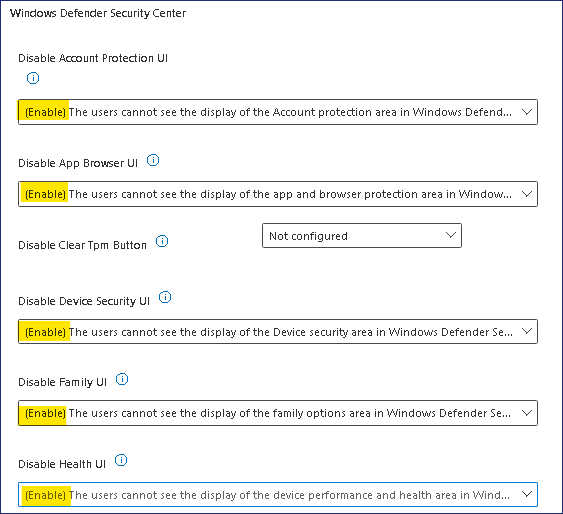 Windows Defender Security Center
Disable Account Protection UI
(Enable) The users cannot see the display of the Account protection area in Windows Defend...
Disable App Browser UI
(Enable) The users cannot see the display of the app and browser protection area in Window...
Disable Clear Tpm Button
Not configured
Disable Device Security UI
(Enable) The users cannot see the display of the Device security area in Windows Defender Se...
Disable Family UI
(Enable) The users cannot see the display of the family options area in Windows Defender Se...
Disable Health UI
(Enable) The users cannot see the display of the device performance and health area in Wind...